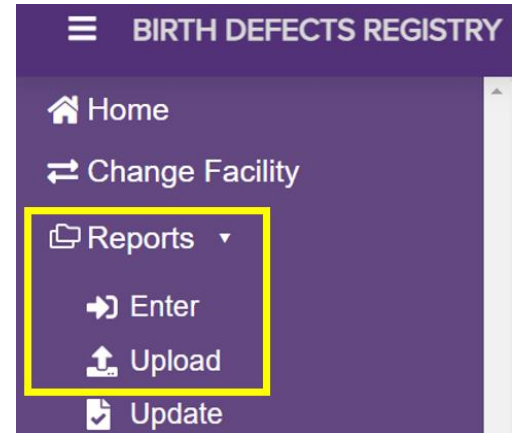 BIRTH DEFECTS REGISTRY
Home
Change Facility
Reports
Enter
Upload
Update